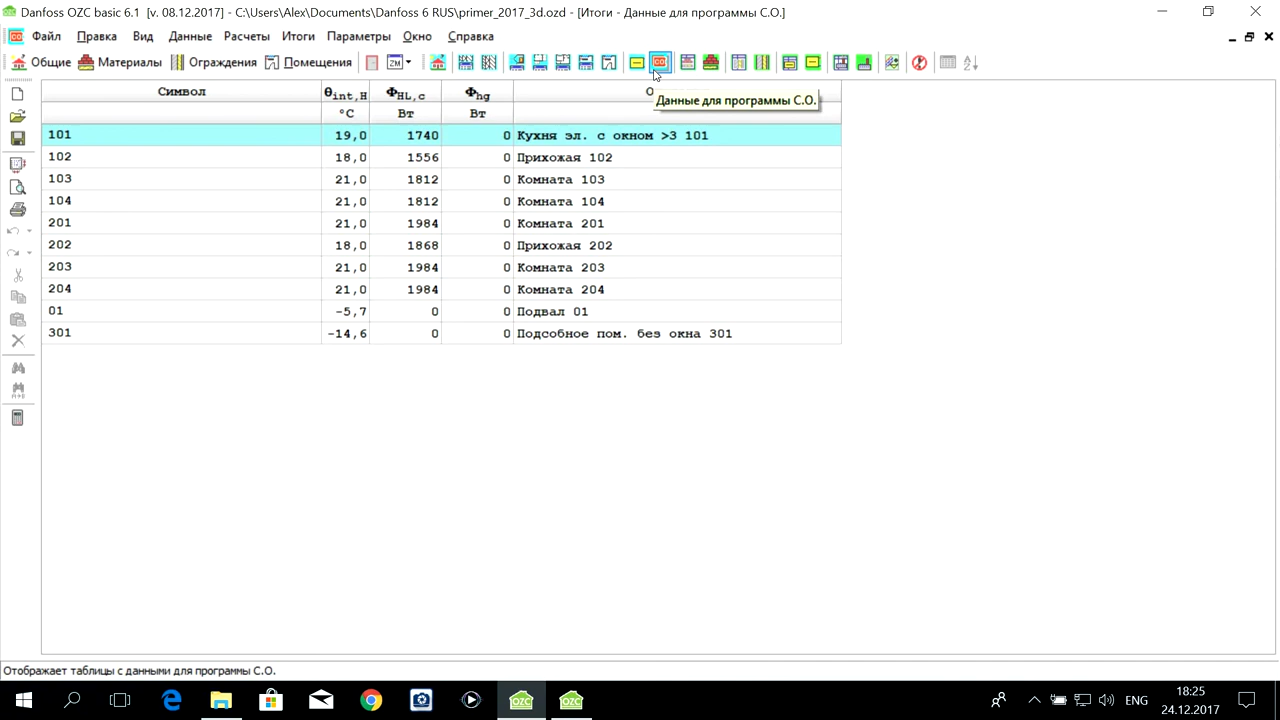 Danfoss OZC basic 6.1 [v. 08.12.2017] - C:\Users\Alex\Documents\Danfoss 6 RUS\primer_2017_3d.ozd - [Итоги - Данные для программы С.О.]
Файл Правка Вид Данные Расчеты Итоги Параметры Окно Справка
Общие Материалы Ограждения Помещения ZM
Символ θint,H ΦHL,c Φhg О
Данные для программы С.О.
°C Вт Вт
101 19,0 1740 0 Кухня эл. с окном >3 101
102 18,0 1556 0 Прихожая 102
103 21,0 1812 0 Комната 103
104 21,0 1812 0 Комната 104
201 21,0 1984 0 Комната 201
202 18,0 1868 0 Прихожая 202
203 21,0 1984 0 Комната 203
204 21,0 1984 0 Комната 204
01 -5,7 0 0 Подвал 01
301 -14,6 0 0 Подсобное пом. без окна 301
Отображает таблицы с данными для программы С.О.
ENG 18:25
24.12.2017